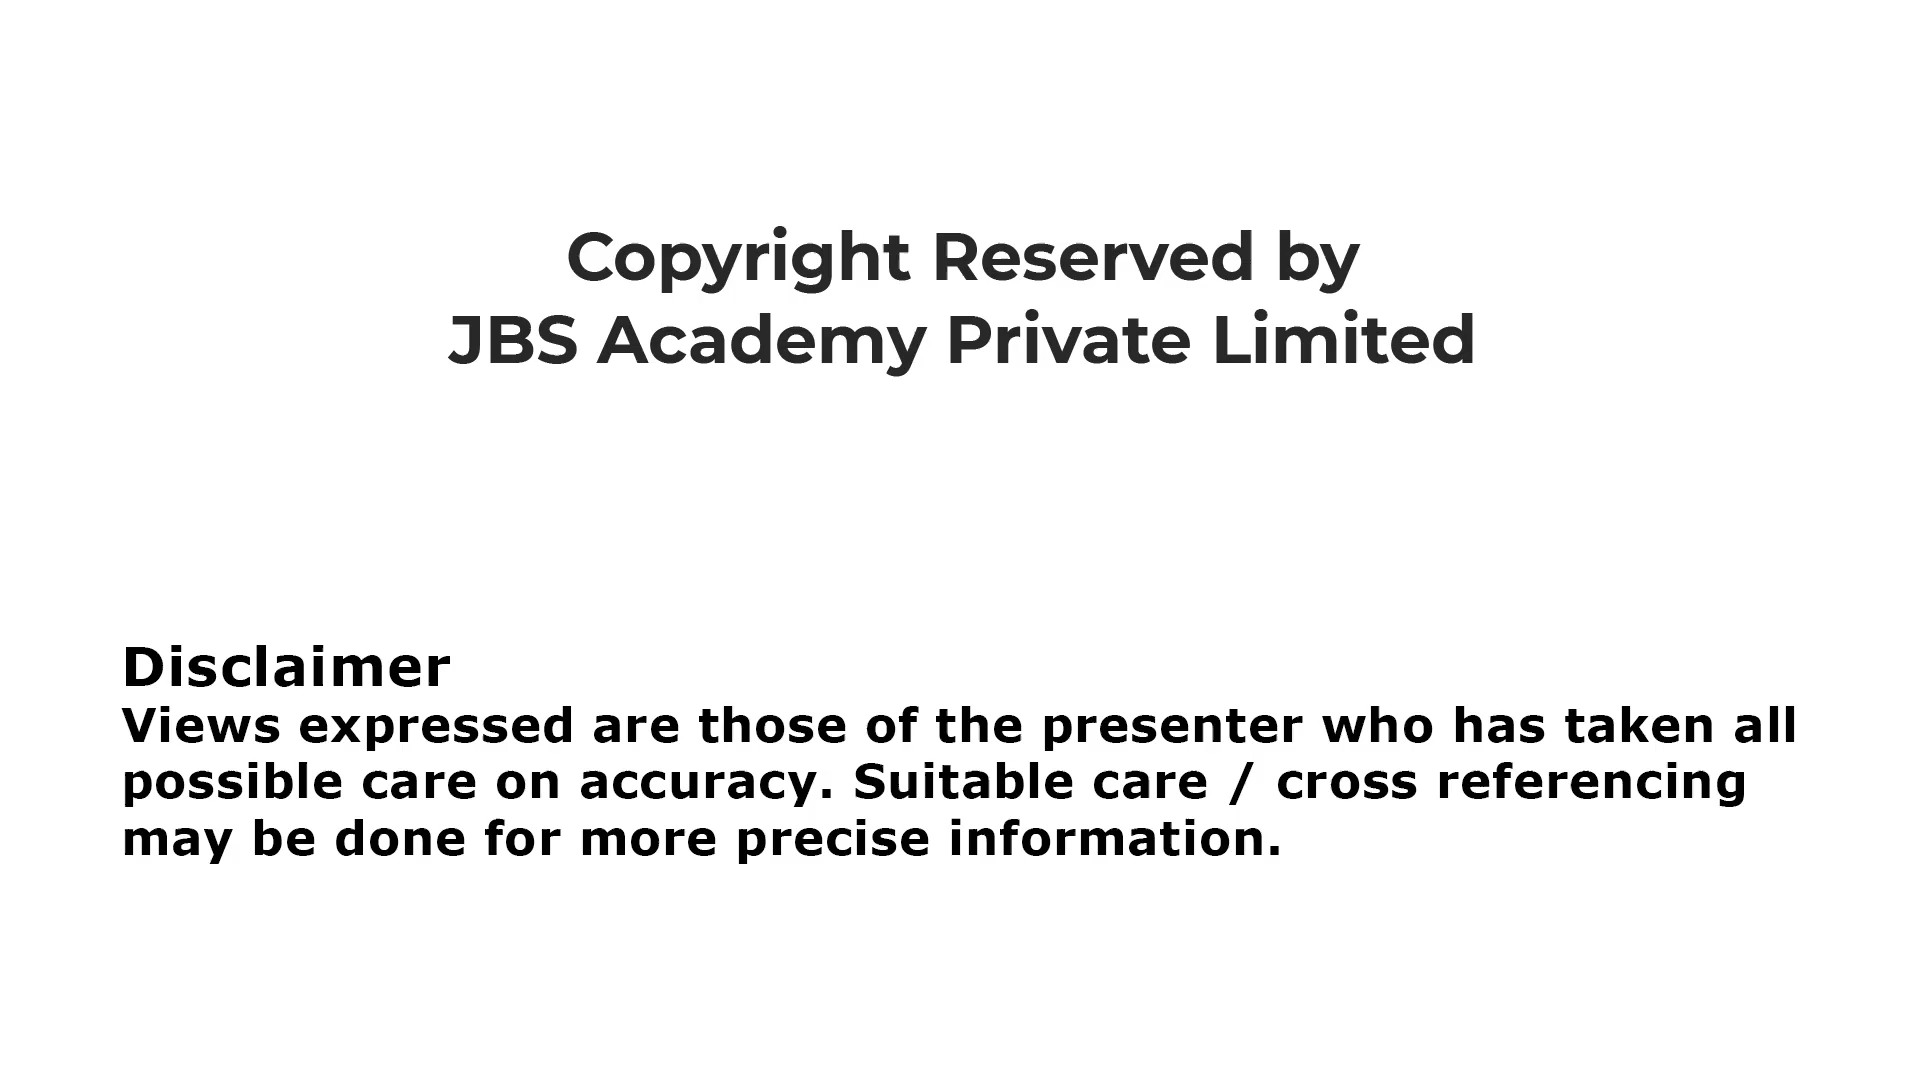 Copyright Reserved by
JBS Academy Private Limited
Disclaimer
Views expressed are those of the presenter who has taken all
possible care on accuracy. Suitable care / cross referencing
may be done for more precise information.